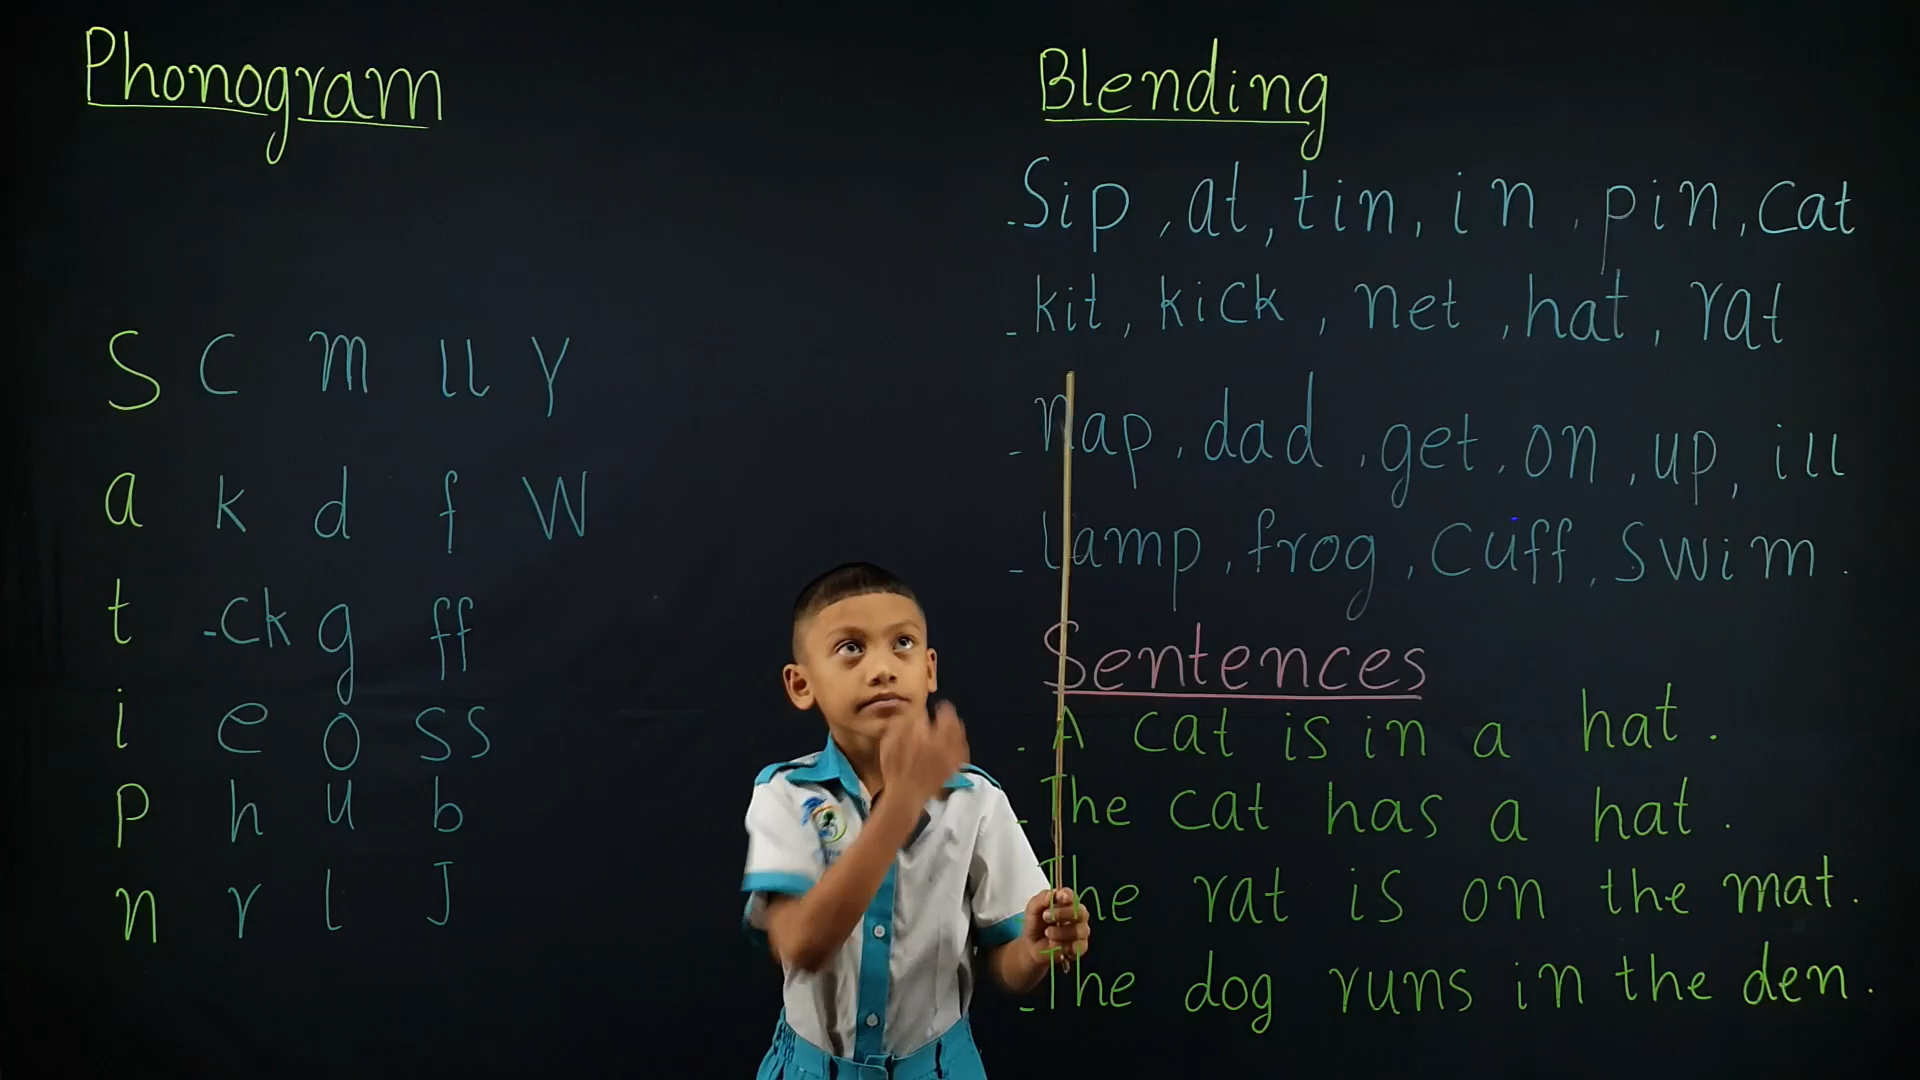 Phonogram
S c m ll y
a k d f w
t -ck g ff
i e o ss
p h u b
n r l J
Blending
- Sip, at, tin, in, pin, cat
- kit, kick, net, hat, rat
- nap, dad, get, on, up, ill
- Lamp, frog, cuff, swim.
Sentences
- A cat is in a hat.
- The cat has a hat.
The rat is on the mat.
- The dog runs in the den.